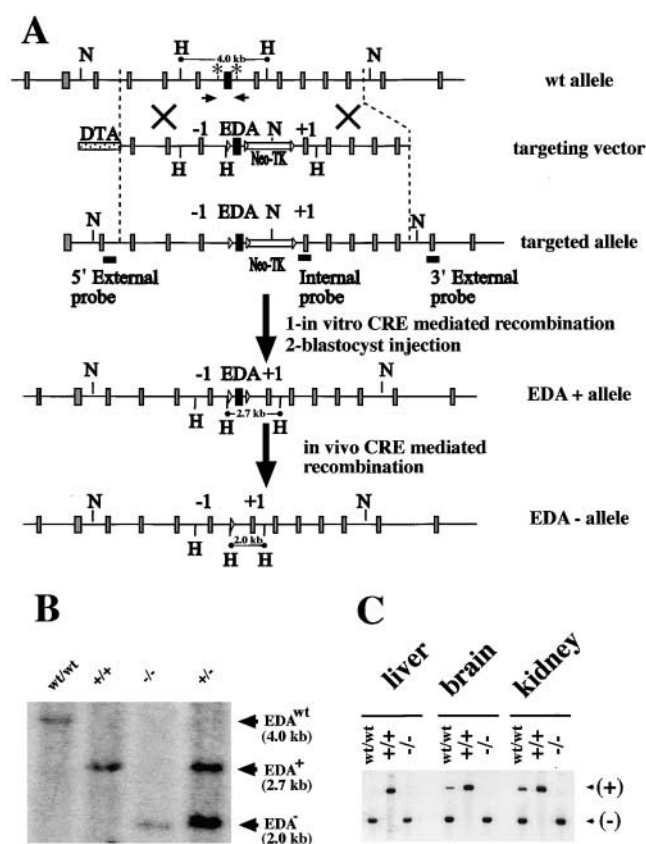 A
N H 4.0 kb H N
* *
wt allele
DTA -1 EDA N +1
Neo-TK
H H H
targeting vector
N -1 EDA N +1 N
Neo-TK
targeted allele
5' External probe
Internal probe
3' External probe
1-in vitro CRE mediated recombination
2-blastocyst injection
N -1 EDA +1 N
H H 2.7 kb H
EDA + allele
in vivo CRE mediated
recombination
N -1 +1 N
H 2.0 kb
H H
EDA - allele
B
wt/wt +/+ -/- +/-
EDA^wt
(4.0 kb)
EDA^+
(2.7 kb)
EDA^-
(2.0 kb)
C
liver brain kidney
wt/wt +/+ -/- wt/wt +/+ -/- wt/wt +/+ -/-
(+)
(-)